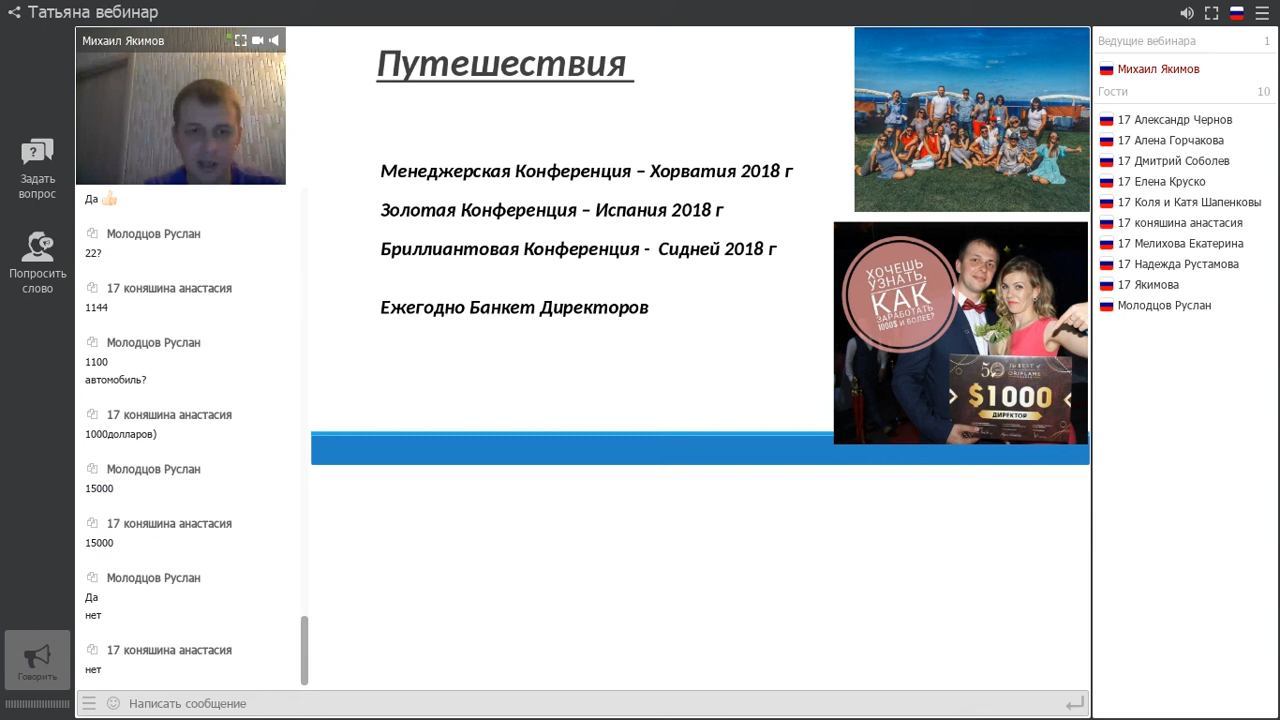 Татьяна вебинар
Михаил Якимов
Задать
вопрос
Попросить
слово
Говорить
Да
Молодцов Руслан
22?
17 коняшина анастасия
1144
Молодцов Руслан
1100
автомобиль?
17 коняшина анастасия
1000долларов)
Молодцов Руслан
15000
17 коняшина анастасия
15000
Молодцов Руслан
Да
нет
17 коняшина анастасия
нет
Написать сообщение
Путешествия
Менеджерская Конференция – Хорватия 2018 г
Золотая Конференция – Испания 2018 г
Бриллиантовая Конференция - Сидней 2018 г
Ежегодно Банкет Директоров
ХОЧЕШЬ
УЗНАТЬ,
КАК
ЗАРАБОТАТЬ
1000$ И БОЛЕЕ?
50
ORIFLAME
$1000
ДИРЕКТОР
Ведущие вебинара 1
Михаил Якимов
Гости 10
17 Александр Чернов
17 Алена Горчакова
17 Дмитрий Соболев
17 Елена Круско
17 Коля и Катя Шапенковы
17 коняшина анастасия
17 Мелихова Екатерина
17 Надежда Рустамова
17 Якимова
Молодцов Руслан